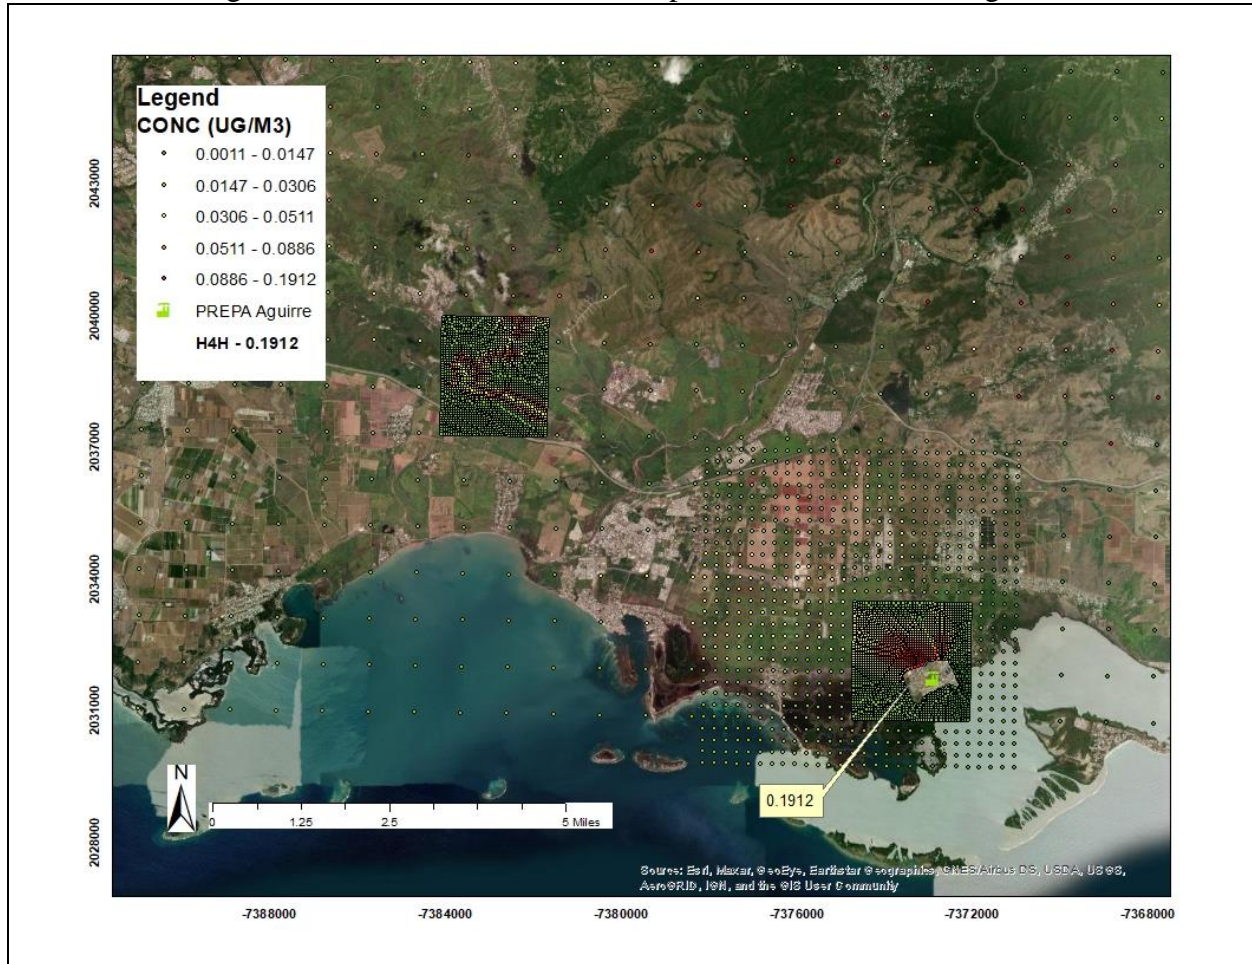 Legend
CONC (UG/M3)
0.0011 - 0.0147
0.0147 - 0.0306
0.0306 - 0.0511
0.0511 - 0.0886
0.0886 - 0.1912
PREPA Aguirre
H4H - 0.1912
2043000
2040000
2037000
2034000
2031000
2028000
0.1912
N
0 1.25 2.5 5 Miles
Source: Esri, Maxar, GeoEye, Earthstar Geographics, CNES/Airbus DS, USDA, USGS,
AeroGRID, IGN, and the GIS User Community
-7388000 -7384000 -7380000 -7376000 -7372000 -7368000